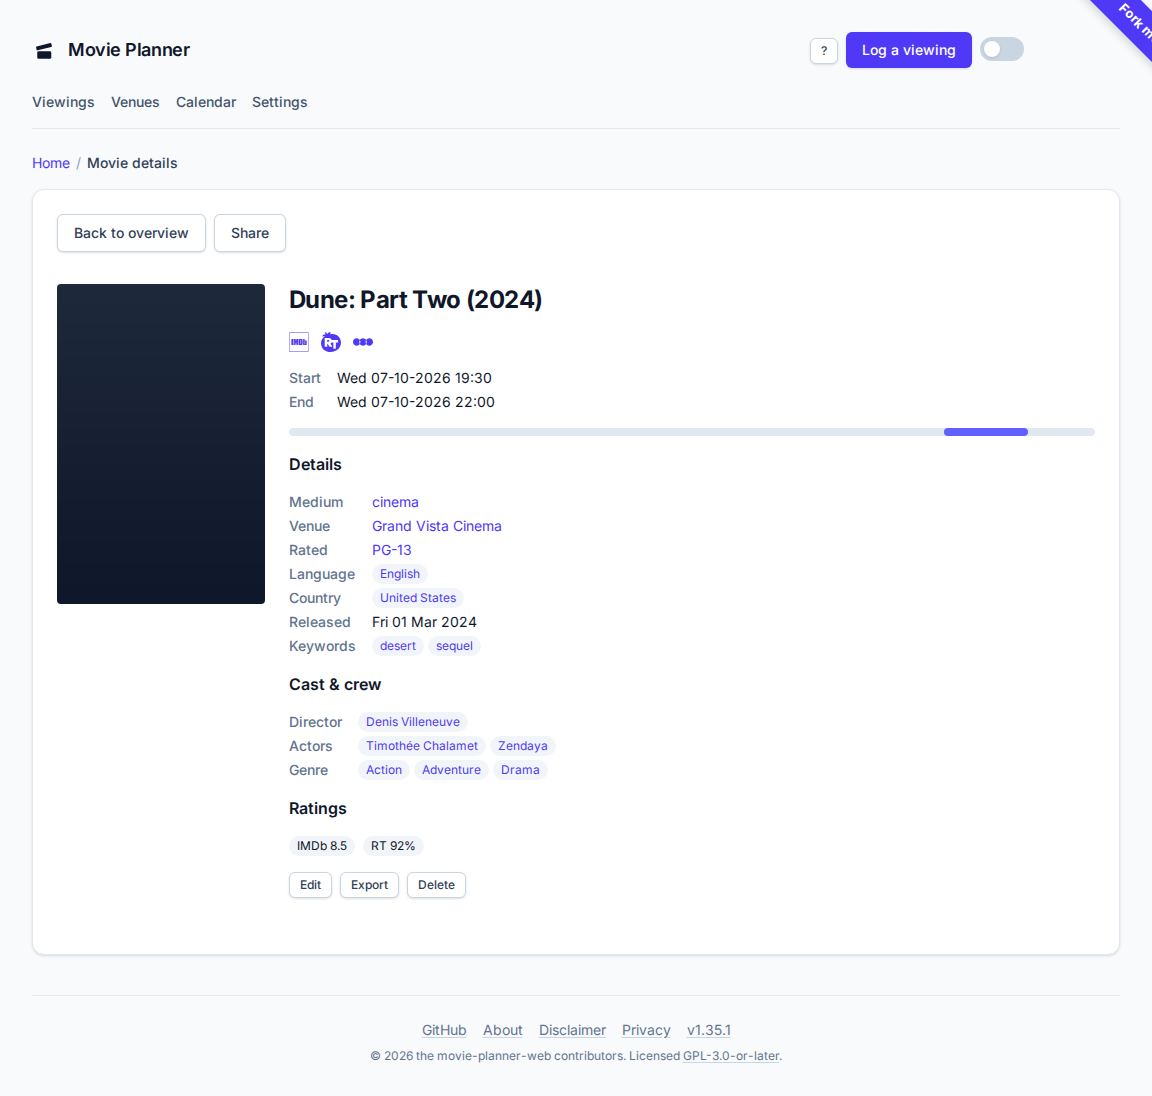 Movie Planner
?
Log a viewing
Fork m
Viewings Venues Calendar Settings
Home / Movie details
Back to overview Share
Dune: Part Two (2024)
IMDb RT
Start Wed 07-10-2026 19:30
End Wed 07-10-2026 22:00
Details
Medium cinema
Venue Grand Vista Cinema
Rated PG-13
Language English
Country United States
Released Fri 01 Mar 2024
Keywords desert sequel
Cast & crew
Director Denis Villeneuve
Actors Timothée Chalamet Zendaya
Genre Action Adventure Drama
Ratings
IMDb 8.5 RT 92%
Edit Export Delete
GitHub About Disclaimer Privacy v1.35.1
© 2026 the movie-planner-web contributors. Licensed GPL-3.0-or-later.